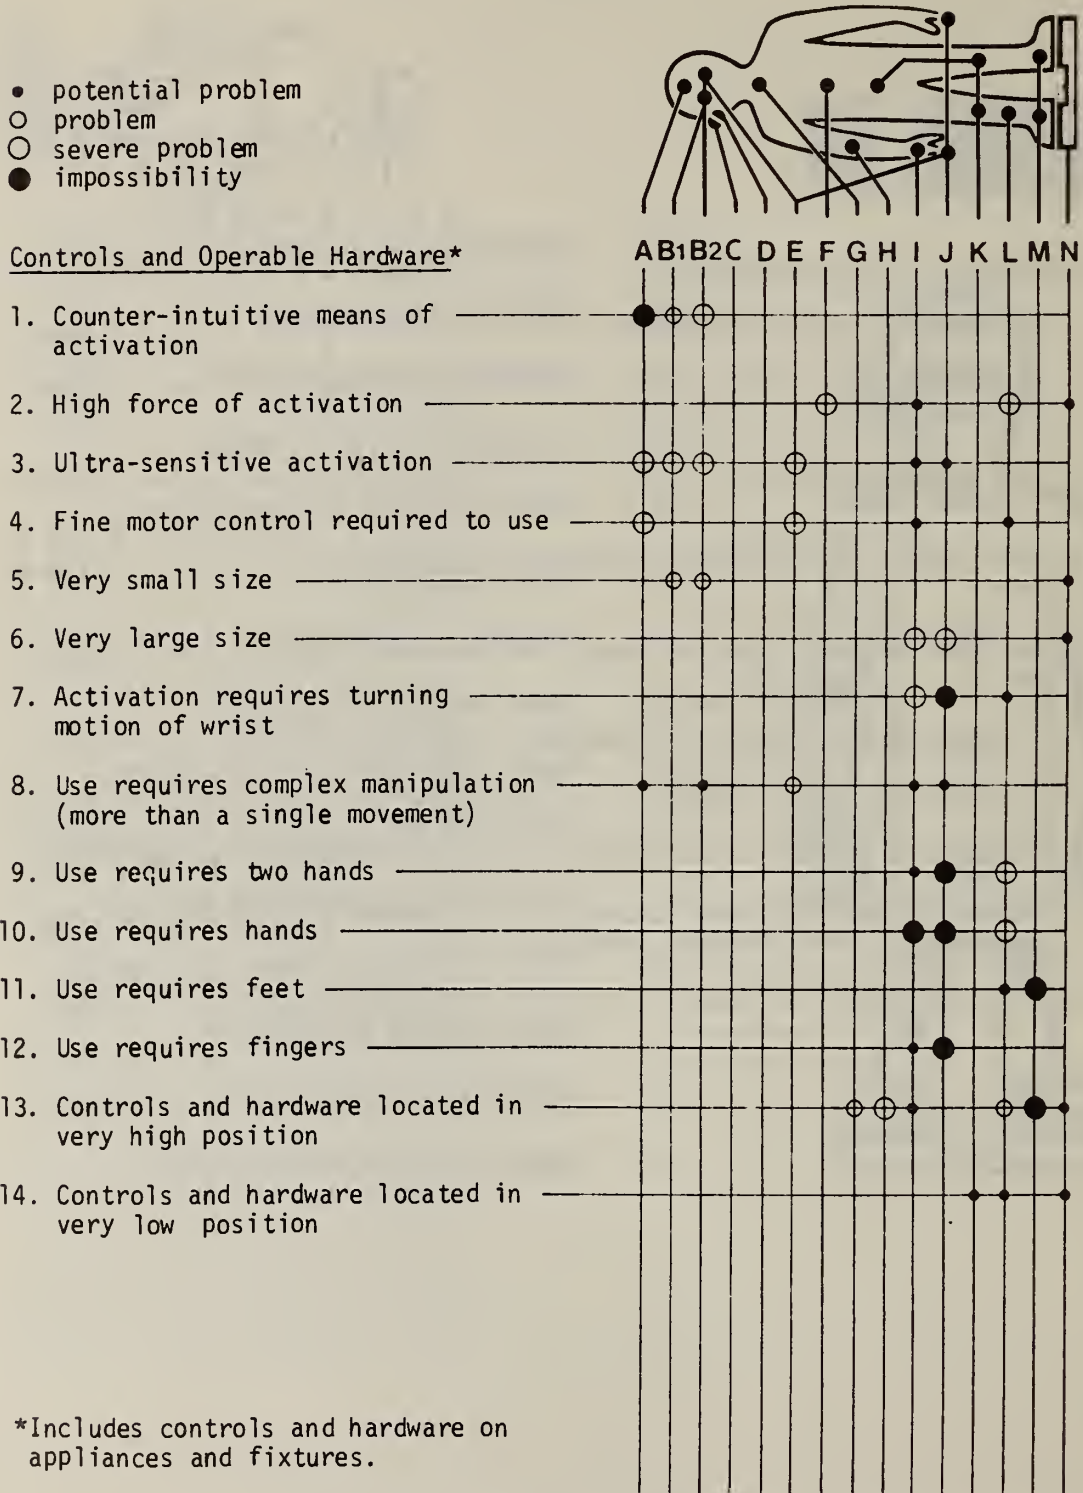 potential problem
problem
severe problem
impossibility
Controls and Operable Hardware*
A B1 B2 C D E F G H I J K L M N
1. Counter-intuitive means of
activation
2. High force of activation
3. Ultra-sensitive activation
4. Fine motor control required to use
5. Very small size
6. Very large size
7. Activation requires turning
motion of wrist
8. Use requires complex manipulation
(more than a single movement)
9. Use requires two hands
10. Use requires hands
11. Use requires feet
12. Use requires fingers
13. Controls and hardware located in
very high position
14. Controls and hardware located in
very low position
*Includes controls and hardware on
appliances and fixtures.